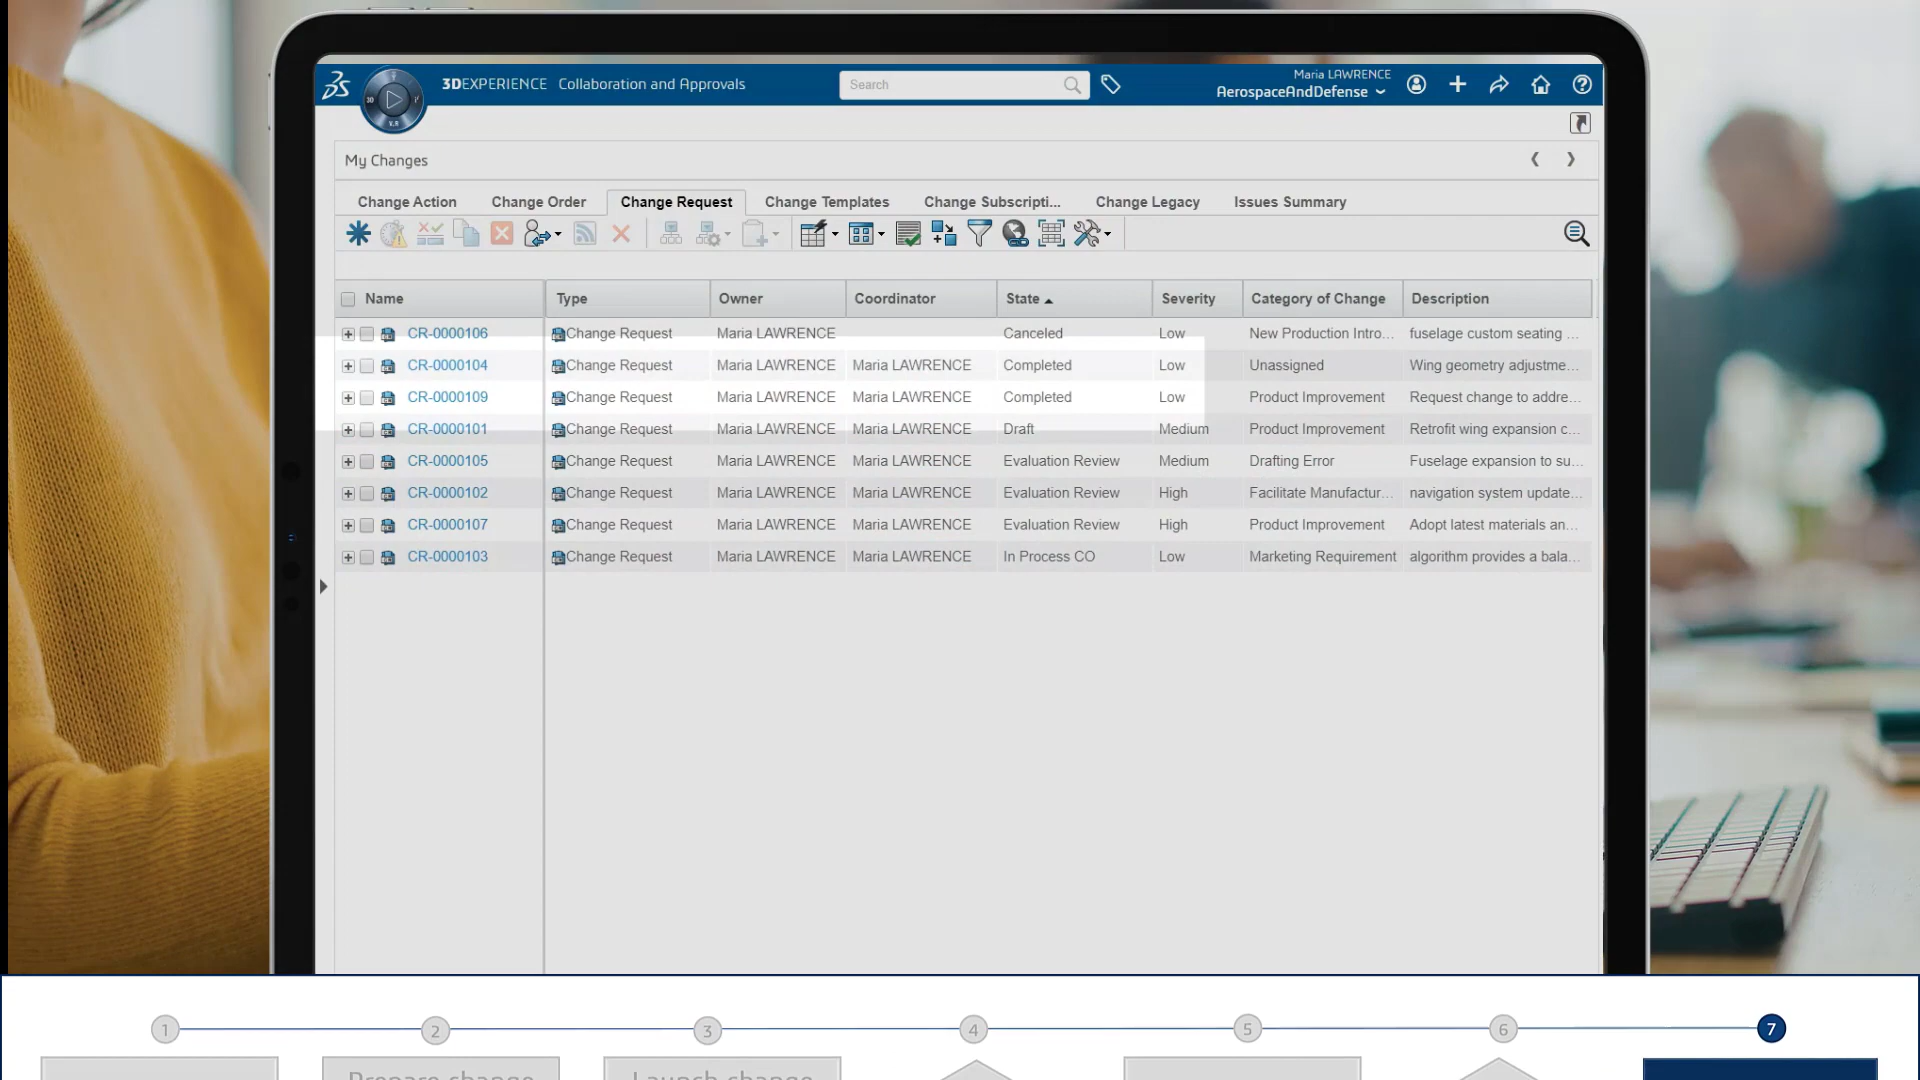 3DEXPERIENCE Collaboration and Approvals
Search
Maria LAWRENCE
AerospaceAndDefense
My Changes
Change Action Change Order Change Request Change Templates Change Subscripti... Change Legacy Issues Summary
Name Type Owner Coordinator State Severity Category of Change Description
CR-0000106 Change Request Maria LAWRENCE Canceled Low New Production Intro... fuselage custom seating ...
CR-0000104 Change Request Maria LAWRENCE Maria LAWRENCE Completed Low Unassigned Wing geometry adjustme...
CR-0000109 Change Request Maria LAWRENCE Maria LAWRENCE Completed Low Product Improvement Request change to addre...
CR-0000101 Change Request Maria LAWRENCE Maria LAWRENCE Draft Medium Product Improvement Retrofit wing expansion c...
CR-0000105 Change Request Maria LAWRENCE Maria LAWRENCE Evaluation Review Medium Drafting Error Fuselage expansion to su...
CR-0000102 Change Request Maria LAWRENCE Maria LAWRENCE Evaluation Review High Facilitate Manufactur... navigation system update...
CR-0000107 Change Request Maria LAWRENCE Maria LAWRENCE Evaluation Review High Product Improvement Adopt latest materials an...
CR-0000103 Change Request Maria LAWRENCE Maria LAWRENCE In Process CO Low Marketing Requirement algorithm provides a bala...
1 2 3 4 5 6 7
Prepare change Launch change